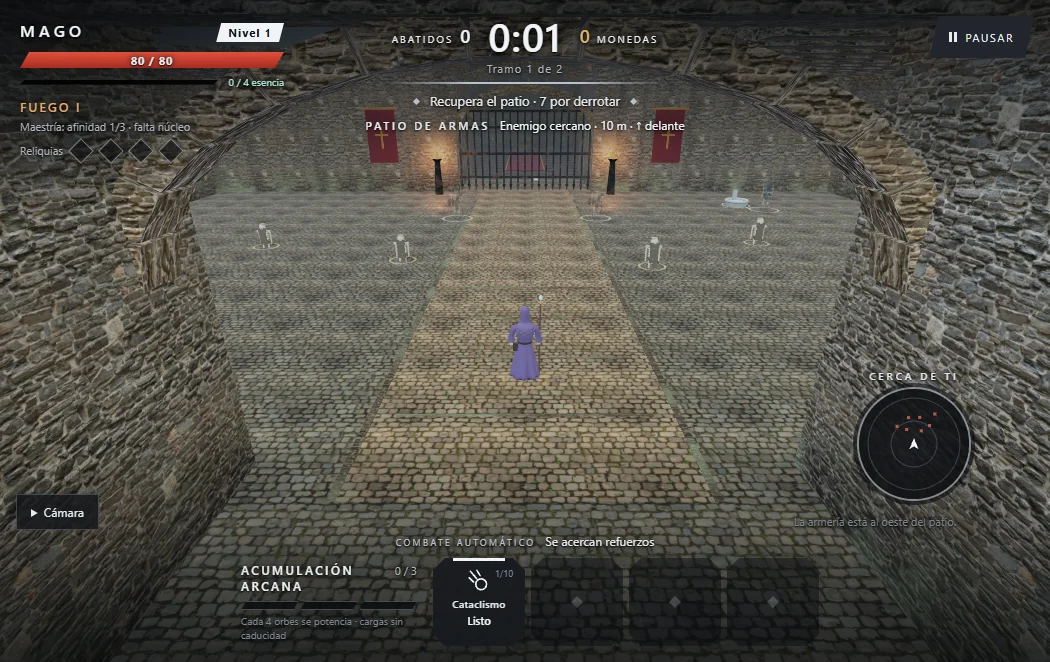 MAGO
Nivel 1
80 / 80
0 / 4 esencia
FUEGO I
Maestría: afinidad 1/3 · falta núcleo
Reliquias
ABATIDOS 0
0:01
0 MONEDAS
Tramo 1 de 2
Recupera el patio · 7 por derrotar
PATIO DE ARMAS Enemigo cercano · 10 m · ↑ delante
PAUSAR
CERCA DE TI
La armería está al oeste del patio.
Cámara
COMBATE AUTOMÁTICO Se acercan refuerzos
ACUMULACIÓN ARCANA
0 / 3
Cada 4 orbes se potencia · cargas sin
caducidad
1/10
Cataclismo
Listo